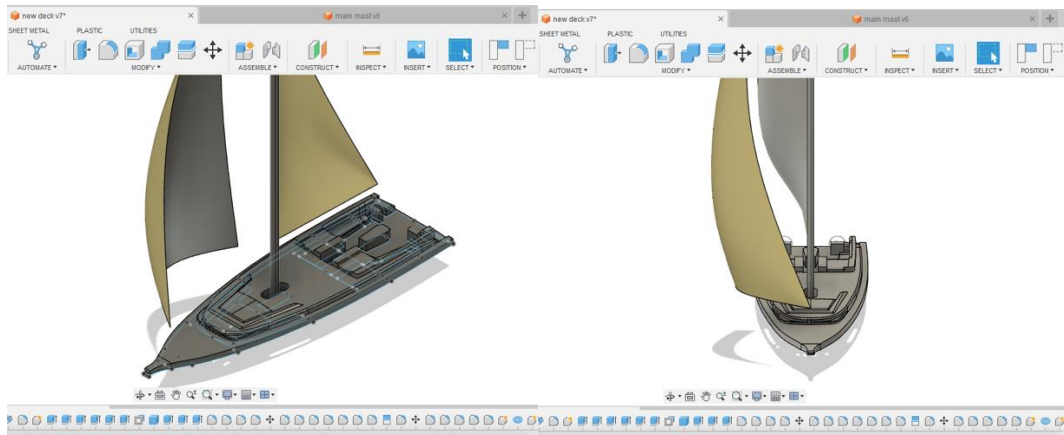 new deck v7*
main mast v6
SHEET METAL PLASTIC UTILITIES
AUTOMATE MODIFY ASSEMBLE CONSTRUCT INSPECT INSERT SELECT POSITION
new deck v7*
main mast v6
SHEET METAL PLASTIC UTILITIES
AUTOMATE MODIFY ASSEMBLE CONSTRUCT INSPECT INSERT SELECT POSITION